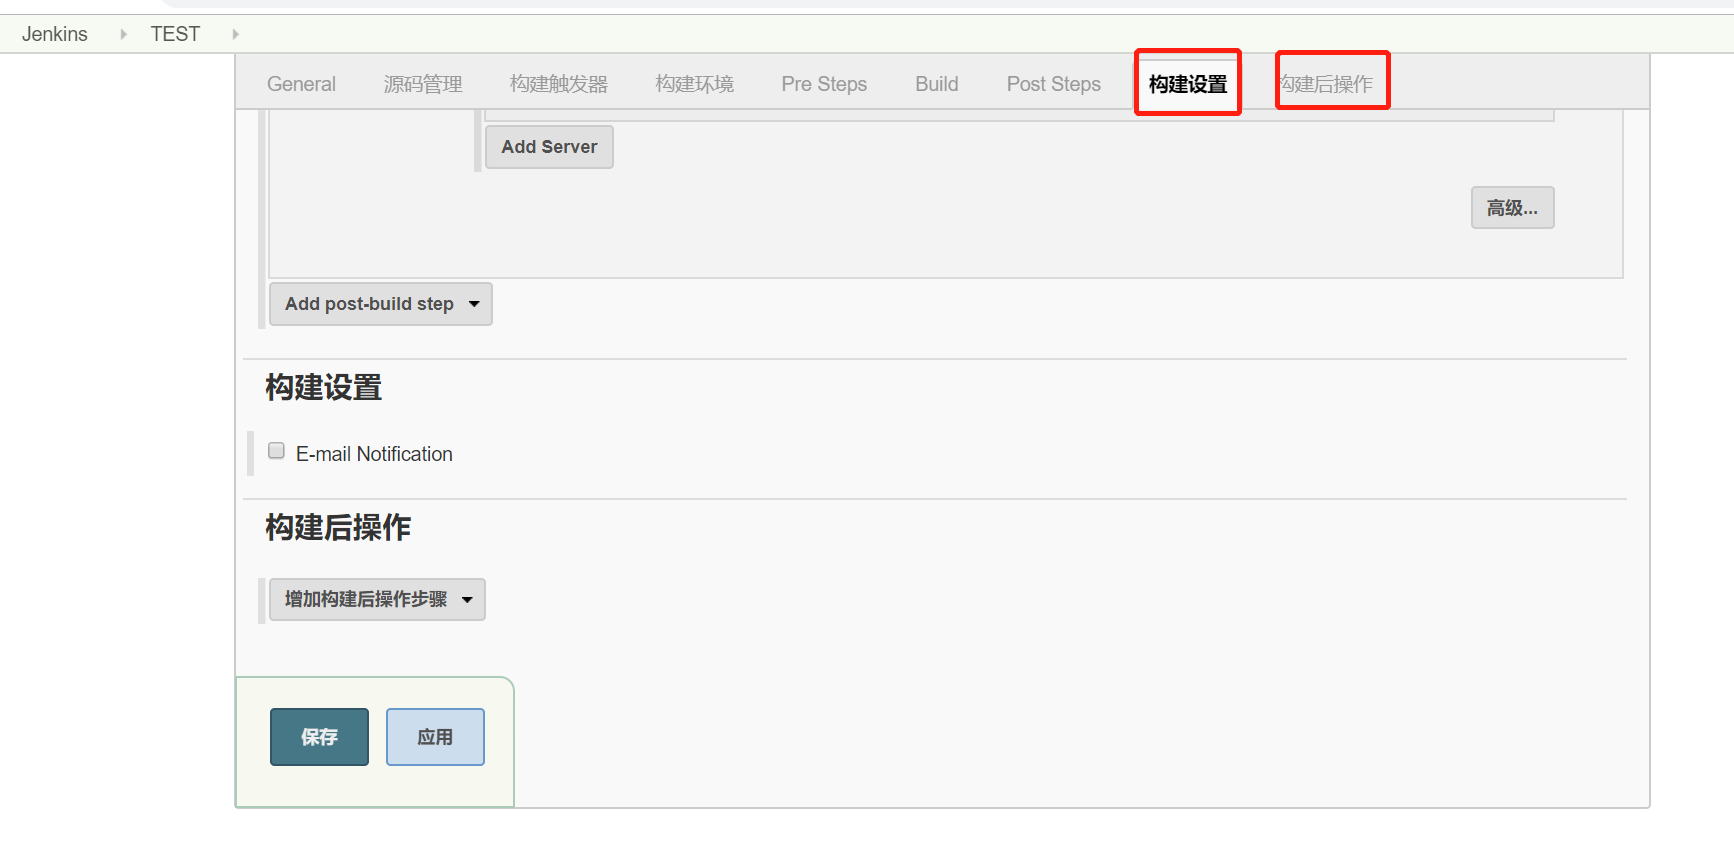 Jenkins TEST
General 源码管理 构建触发器 构建环境 Pre Steps Build Post Steps 构建设置 构建后操作
Add Server
高级...
Add post-build step
构建设置
E-mail Notification
构建后操作
增加构建后操作步骤
保存 应用